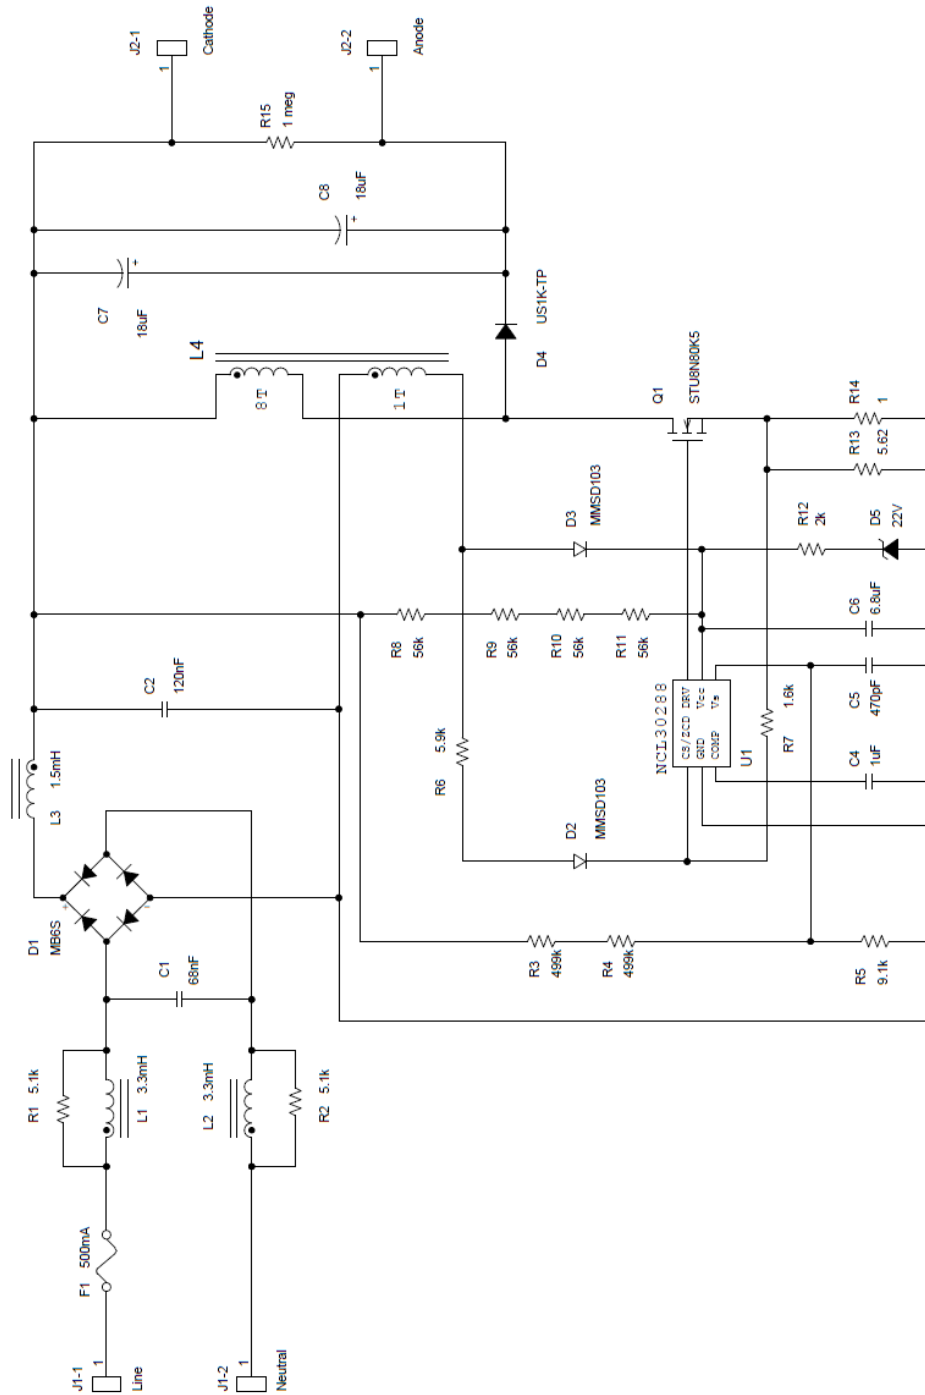 J1-1
1
Line
F1 500mA
J1-2
1
Neutral
R1 5.1k
L1 3.3mH
L2 3.3mH
R2 5.1k
C1
68nF
D1
MB6S
+
-
L3 1.5mH
C2
120nF
R3
499k
R4
499k
R5
9.1k
D2
MMSD103
R6 5.9k
R8
56k
R9
56k
R10
56k
R11
56k
D3
MMSD103
NCL30288
CS/ZCD DRV
GND Vcc
COMP Vs
U1
R7 1.6k
C4
1uF
C5
470pF
C6
6.8uF
R12
2k
D5
22V
R13
5.62
R14
1
Q1
STU8N80K5
L4
8T
1T
D4
US1K-TP
C7
+
18uF
C8
+
18uF
R15
1 meg
J2-1
1
Cathode
J2-2
1
Anode